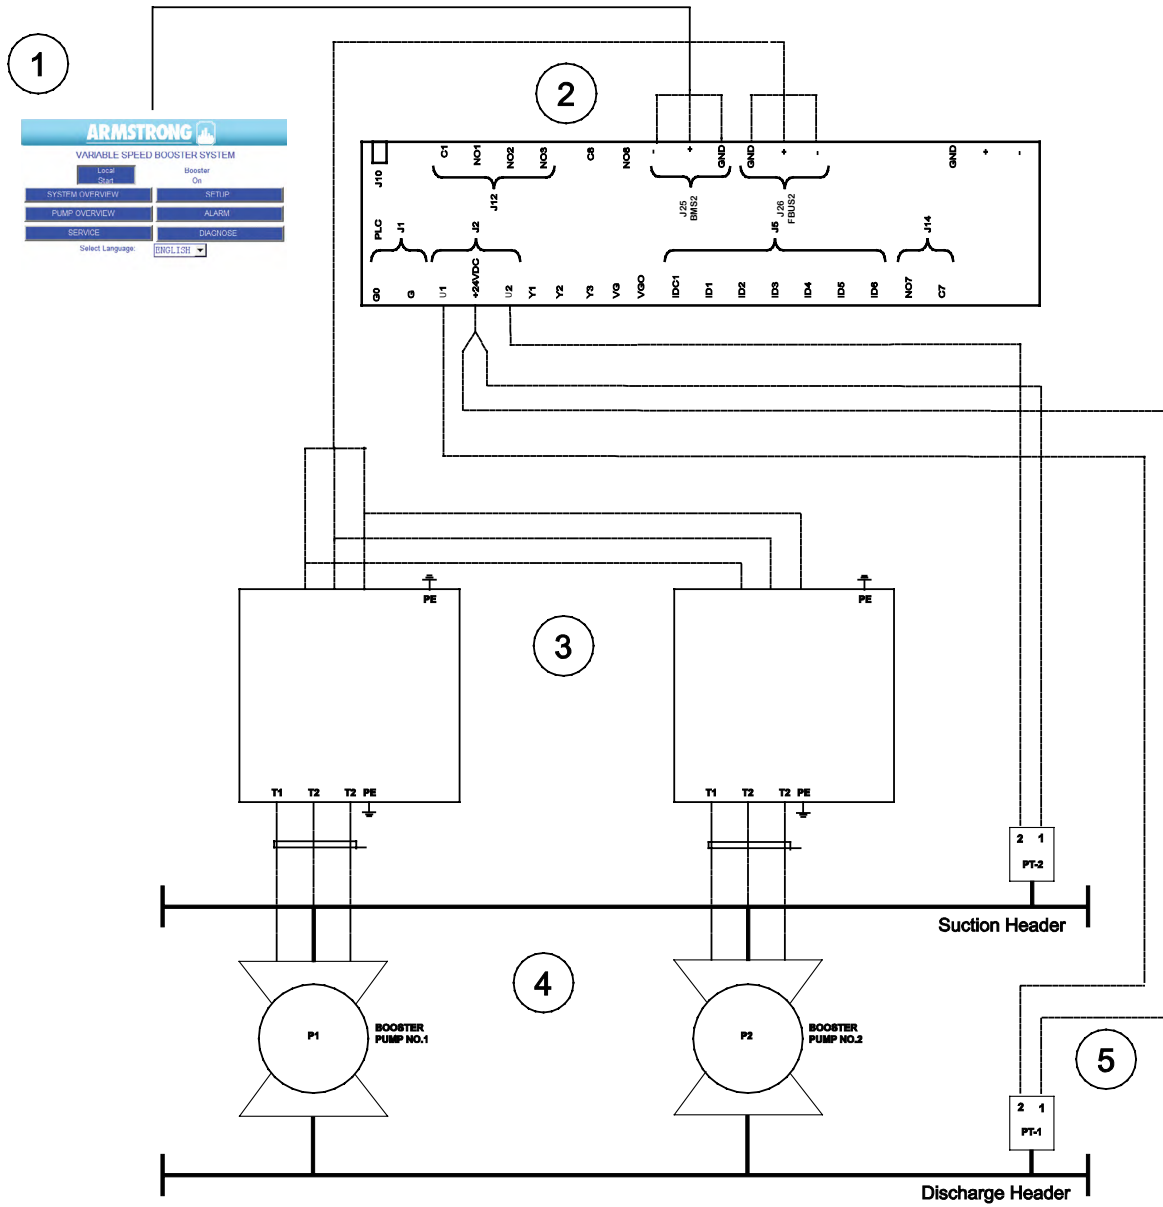 1
2
ARMSTRONG
VARIABLE SPEED BOOSTER SYSTEM
Local Start
Booster On
SYSTEM OVERVIEW
SETUP
PUMP OVERVIEW
ALARM
SERVICE
DIAGNOSE
Select Language:
ENGLISH
J10
C1
NO1
NO2
NO3
J12
C8
NO8
-
+
GND
J25
BMS2
GND
+
-
J26
FBUS2
GND
+
-
PLC
J1
J2
J5
J14
G0
G
U1
+24VDC
U2
Y1
Y2
Y3
VG
VGO
IDC1
ID1
ID2
ID3
ID4
ID5
ID6
NO7
C7
PE
PE
3
T1
T2
T2
PE
T1
T2
T2
PE
2 1
PT-2
Suction Header
4
P1
BOOSTER
PUMP NO.1
P2
BOOSTER
PUMP NO.2
5
2 1
PT-1
Discharge Header